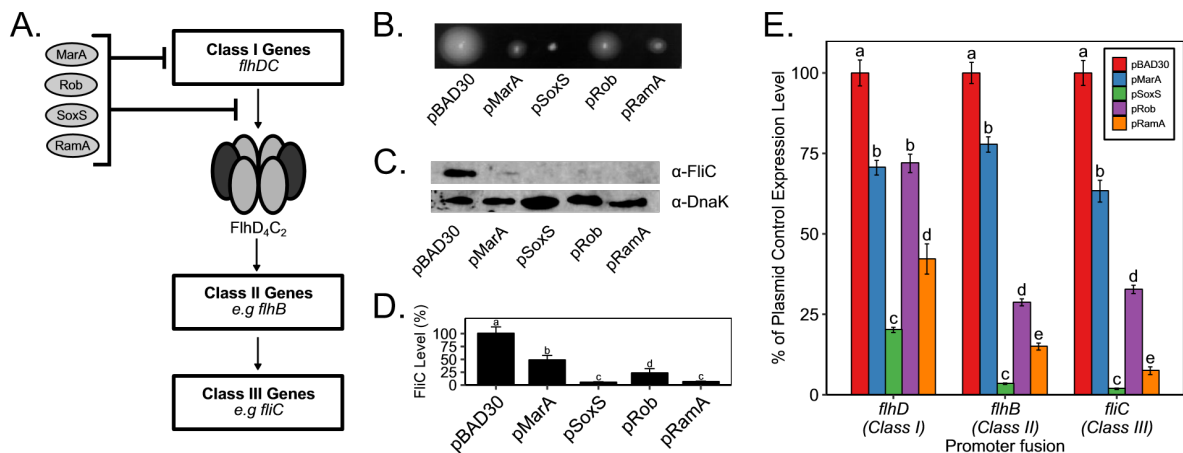 A.
MarA
Rob
SoxS
RamA
Class I Genes
flhDC
FlhD₄C₂
Class II Genes
e.g flhB
Class III Genes
e.g fliC
B.
pBAD30
pMarA
pSoxS
pRob
pRamA
C.
α-FliC
α-DnaK
pBAD30
pMarA
pSoxS
pRob
pRamA
D.
FliC Level (%)
100
75
50
25
0
a
b
c
d
c
pBAD30
pMarA
pSoxS
pRob
pRamA
E.
% of Plasmid Control Expression Level
100
75
50
25
0
a
b
c
b
d
a
b
c
d
e
a
b
c
d
e
pBAD30
pMarA
pSoxS
pRob
pRamA
flhD
(Class I)
flhB
(Class II)
fliC
(Class III)
Promoter fusion